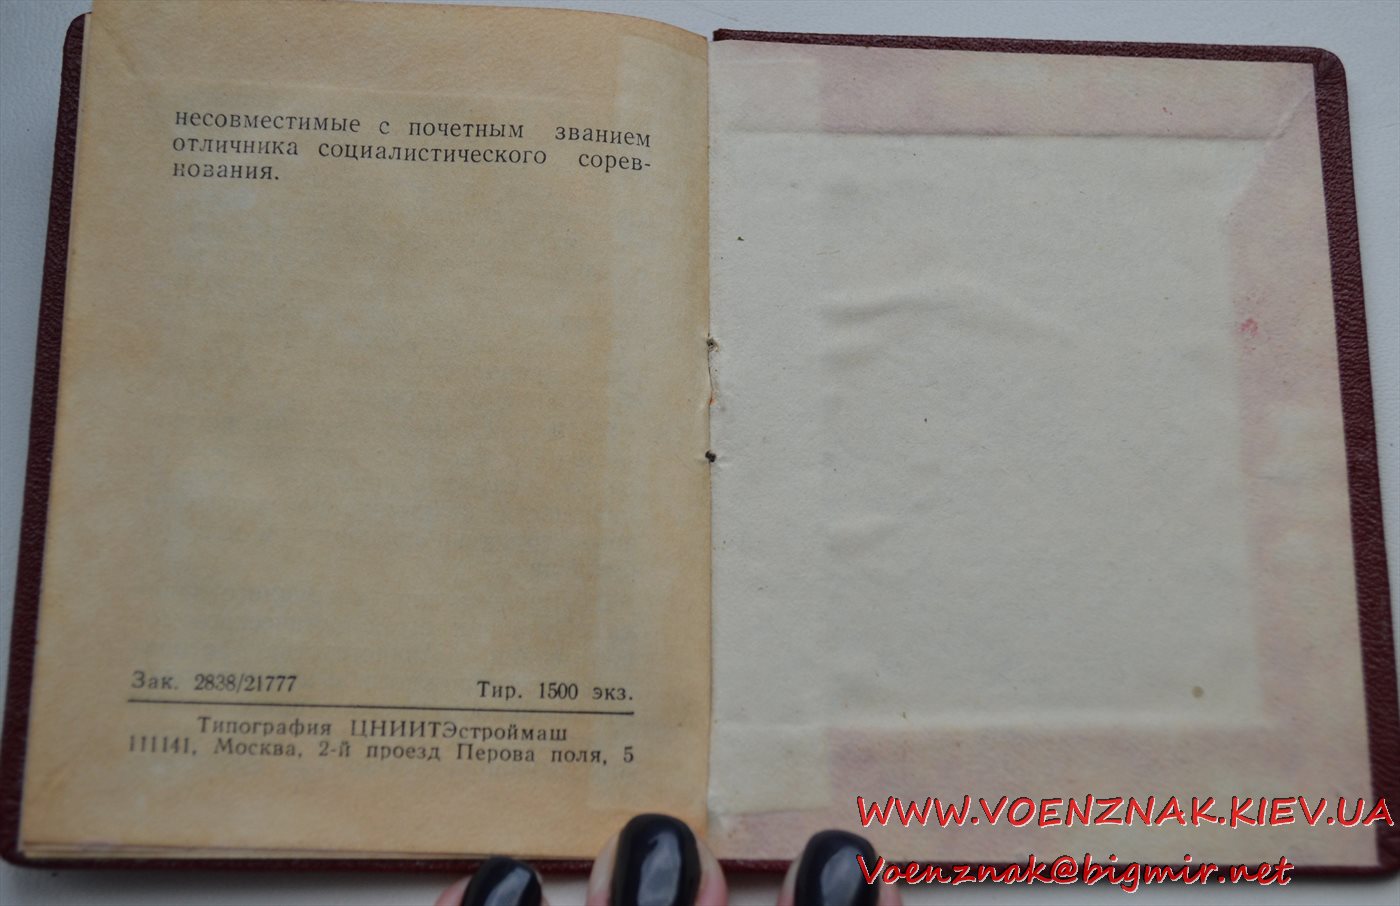 несовместимые с почетным званием
отличника социалистического сорев-
нования.
Зак. 2838/21777
Тир. 1500 экз.
Типография ЦНИИТЭстроймаш
111141, Москва, 2-й проезд Перова поля, 5
WWW.VOENZNAK.KIEV.UA
Voenznak@bigmir.net